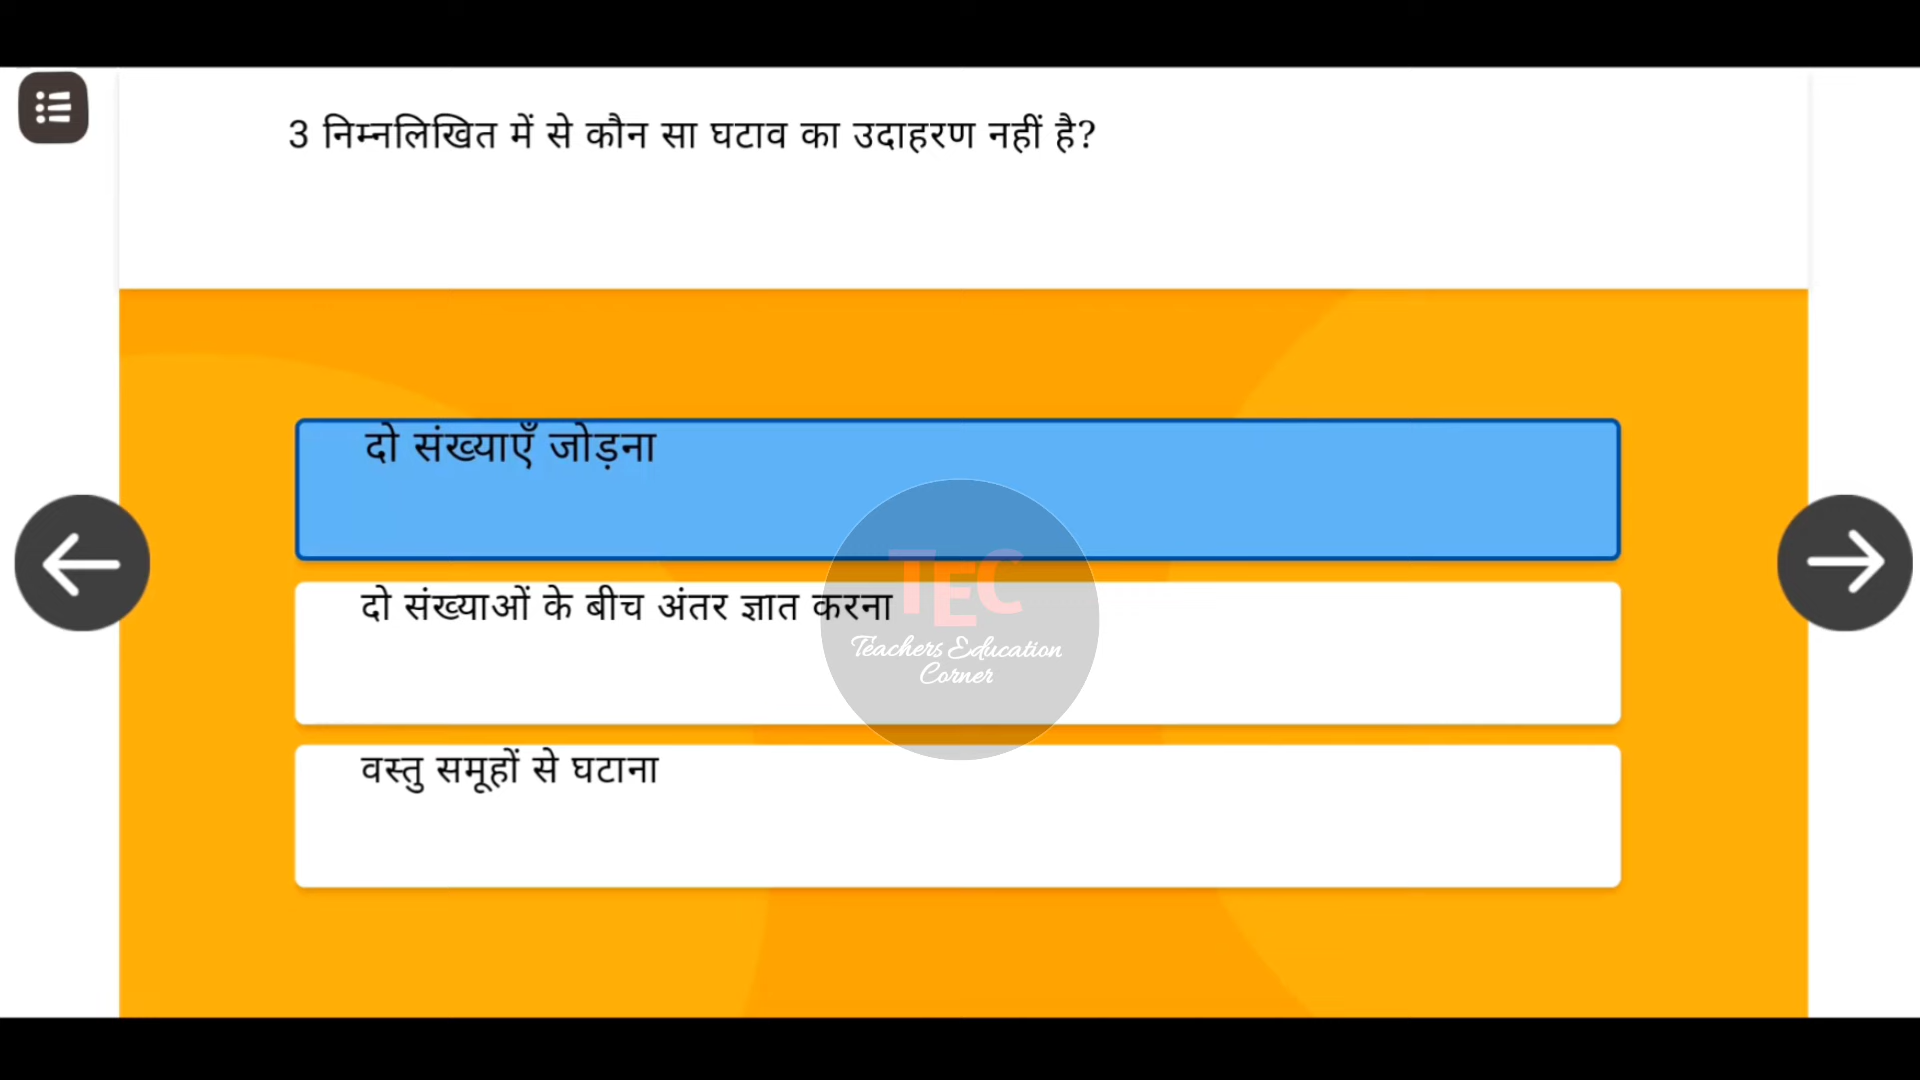 3 निम्नलिखित में से कौन सा घटाव का उदाहरण नहीं है?
दो संख्याएँ जोड़ना
दो संख्याओं के बीच अंतर ज्ञात करना
TEC
Teachers Education
Corner
वस्तु समूहों से घटाना